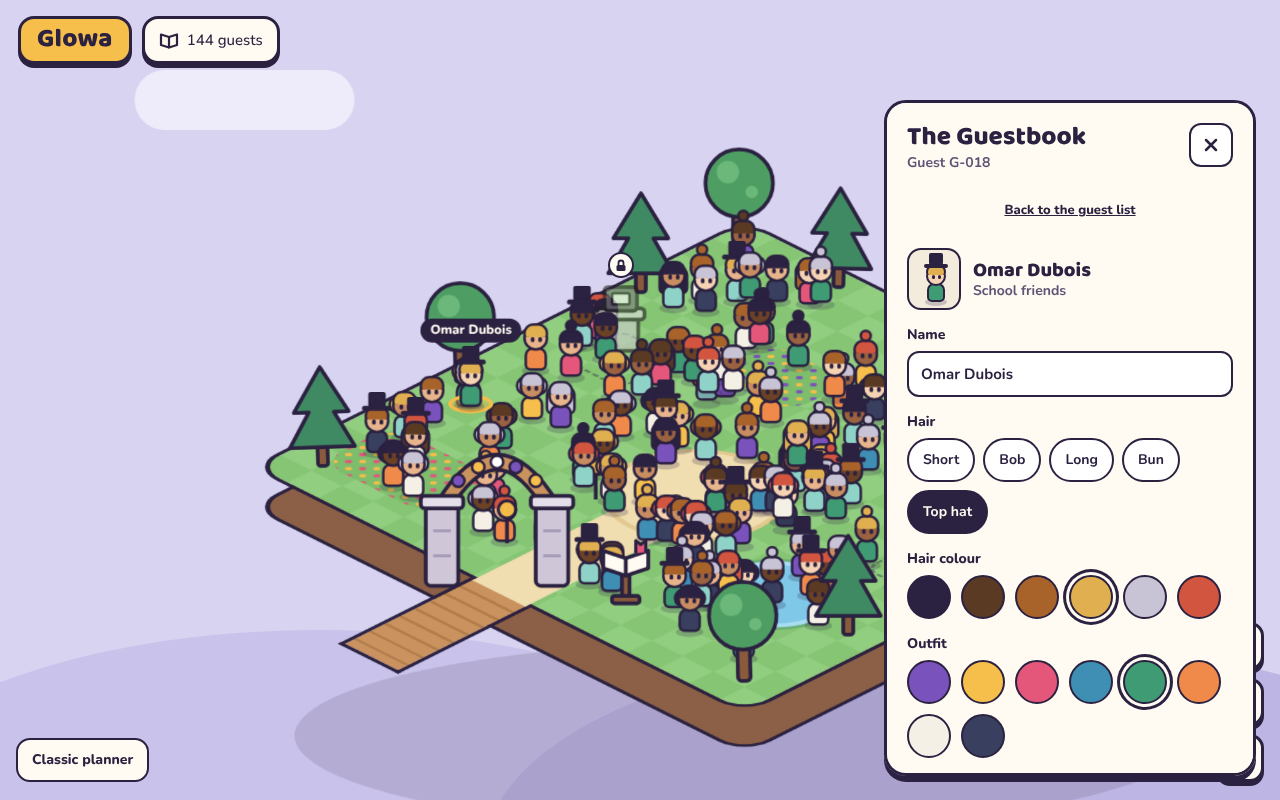 Glowa
144 guests
The Guestbook
Guest G-018
Back to the guest list
Omar Dubois
School friends
Omar Dubois
Name
Omar Dubois
Hair
Short
Bob
Long
Bun
Top hat
Hair colour
Outfit
Classic planner